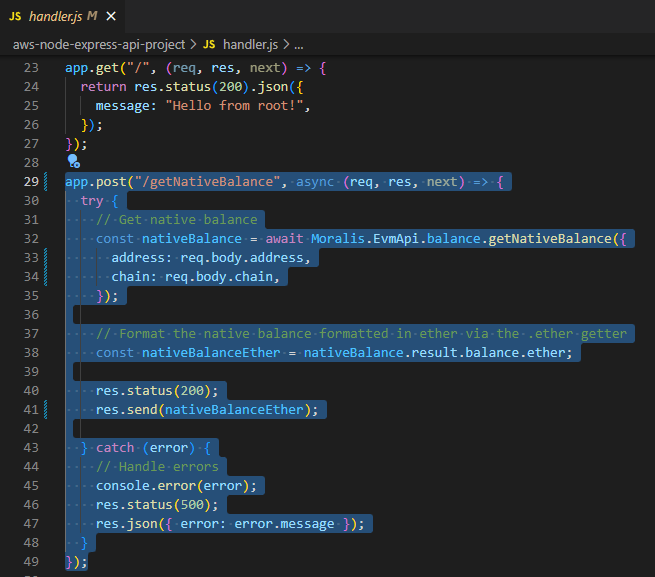 JS handler.js M ×
aws-node-express-api-project > JS handler.js > ...
23 app.get("/", (req, res, next) => {
24   return res.status(200).json({
25     message: "Hello from root!",
26   });
27 });
28
29 app.post("/getNativeBalance", async (req, res, next) => {
30   try {
31     // Get native balance
32     const nativeBalance = await Moralis.EvmApi.balance.getNativeBalance({
33       address: req.body.address,
34       chain: req.body.chain,
35     });
36
37     // Format the native balance formatted in ether via the .ether getter
38     const nativeBalanceEther = nativeBalance.result.balance.ether;
39
40     res.status(200);
41     res.send(nativeBalanceEther);
42
43   } catch (error) {
44     // Handle errors
45     console.error(error);
46     res.status(500);
47     res.json({ error: error.message });
48   }
49 });